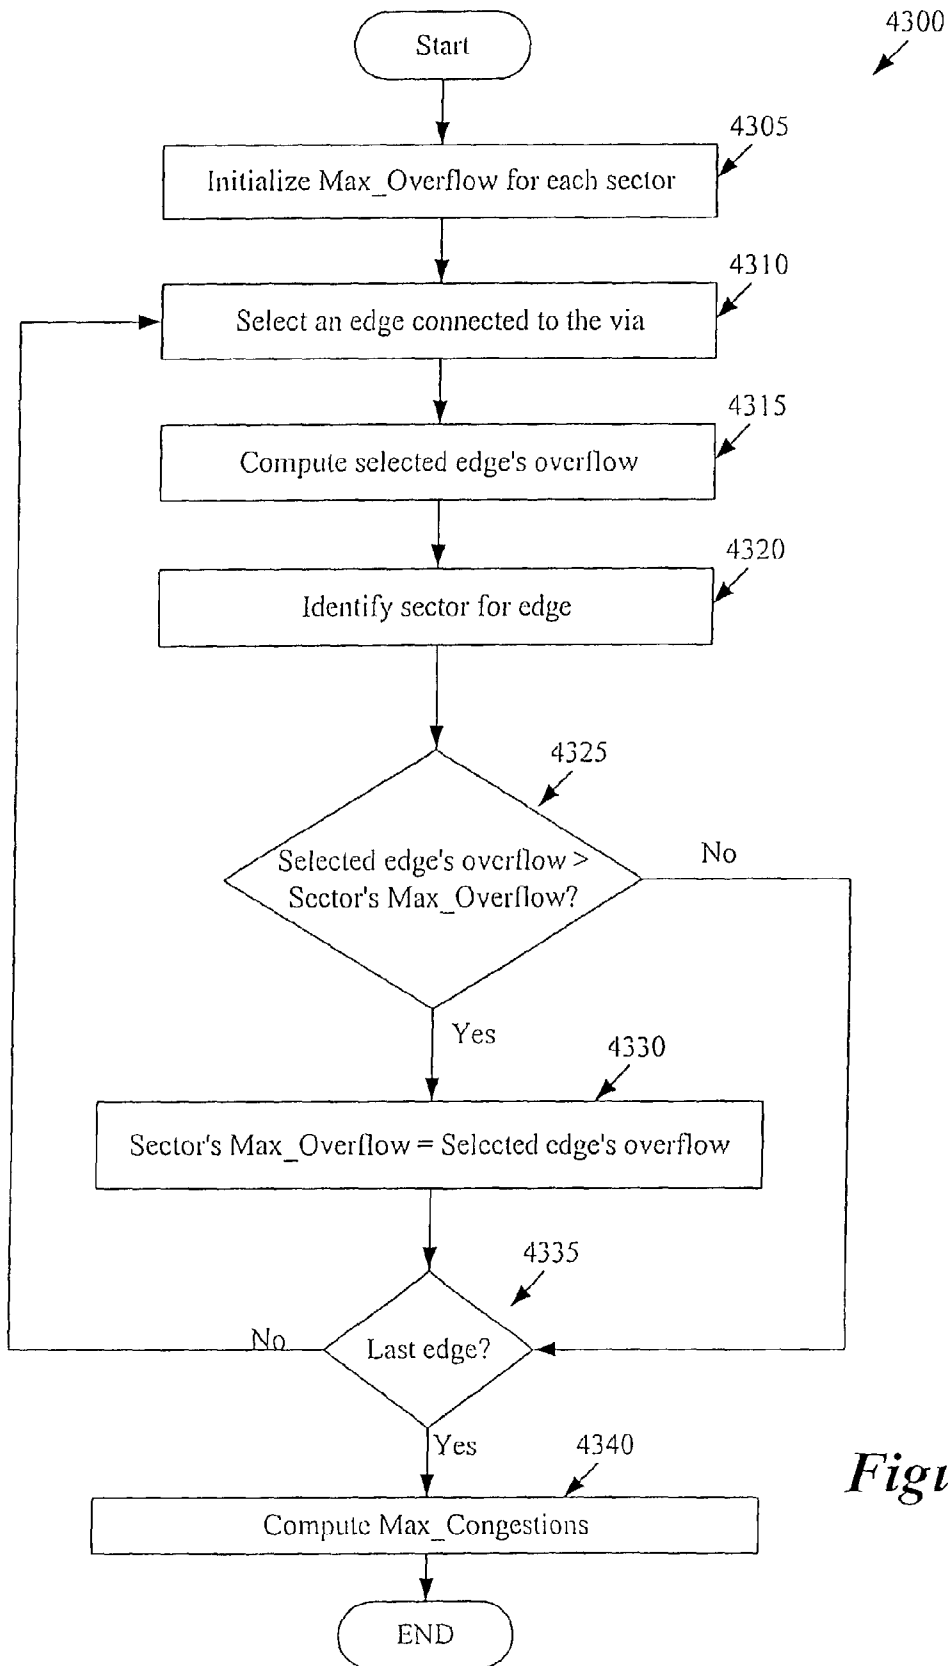 4300
Start
4305
Initialize Max_Overflow for each sector
4310
Select an edge connected to the via
4315
Compute selected edge's overflow
4320
Identify sector for edge
4325
Selected edge's overflow >
Sector's Max_Overflow?
No
Yes
4330
Sector's Max_Overflow = Selected edge's overflow
4335
Last edge?
No
Yes
4340
Compute Max_Congestions
END